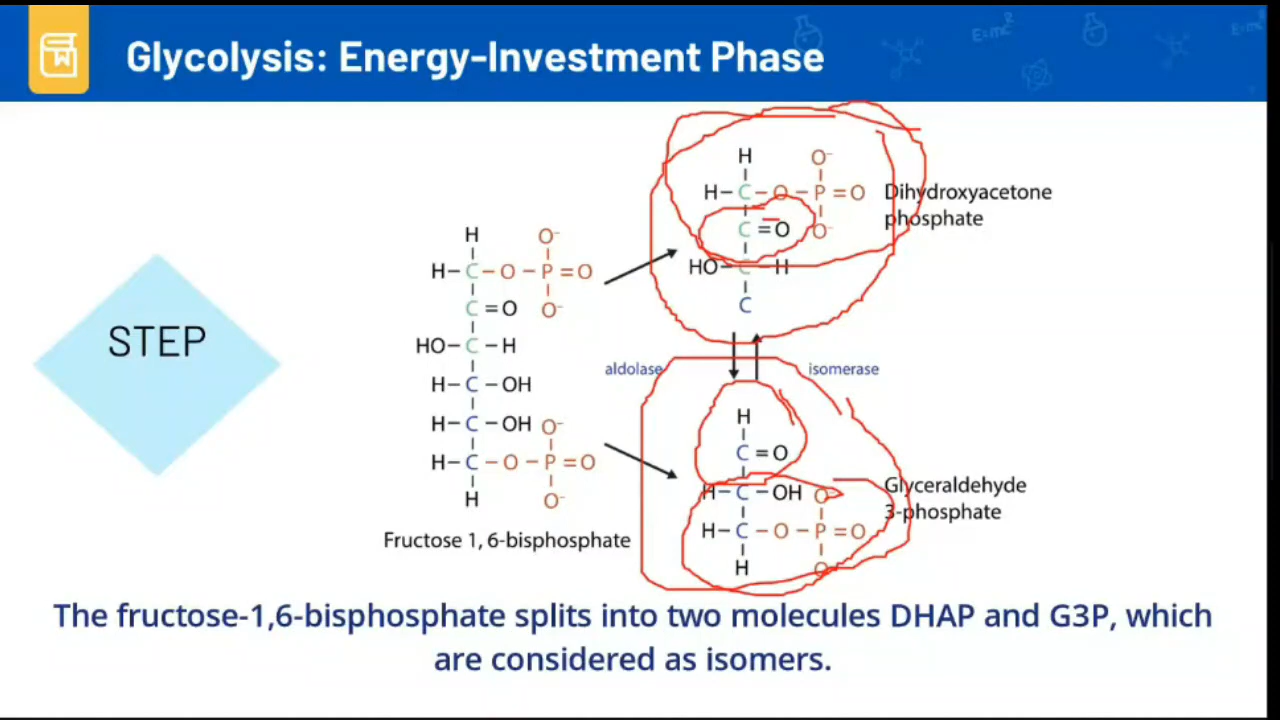 Glycolysis: Energy-Investment Phase
E=mc²
STEP
H
H-C-O-P=O
O⁻
O⁻
C=O
HO-C-H
H-C-OH
H-C-OH
O⁻
H-C-O-P=O
H
O⁻
Fructose 1, 6-bisphosphate
H
O⁻
H-C-O-P=O
C=O
O⁻
HO-C-H
C
Dihydroxyacetone
phosphate
aldolase
isomerase
H
C=O
H-C-OH
O
H-C-O-P=O
H
O
Glyceraldehyde
3-phosphate
The fructose-1,6-bisphosphate splits into two molecules DHAP and G3P, which
are considered as isomers.